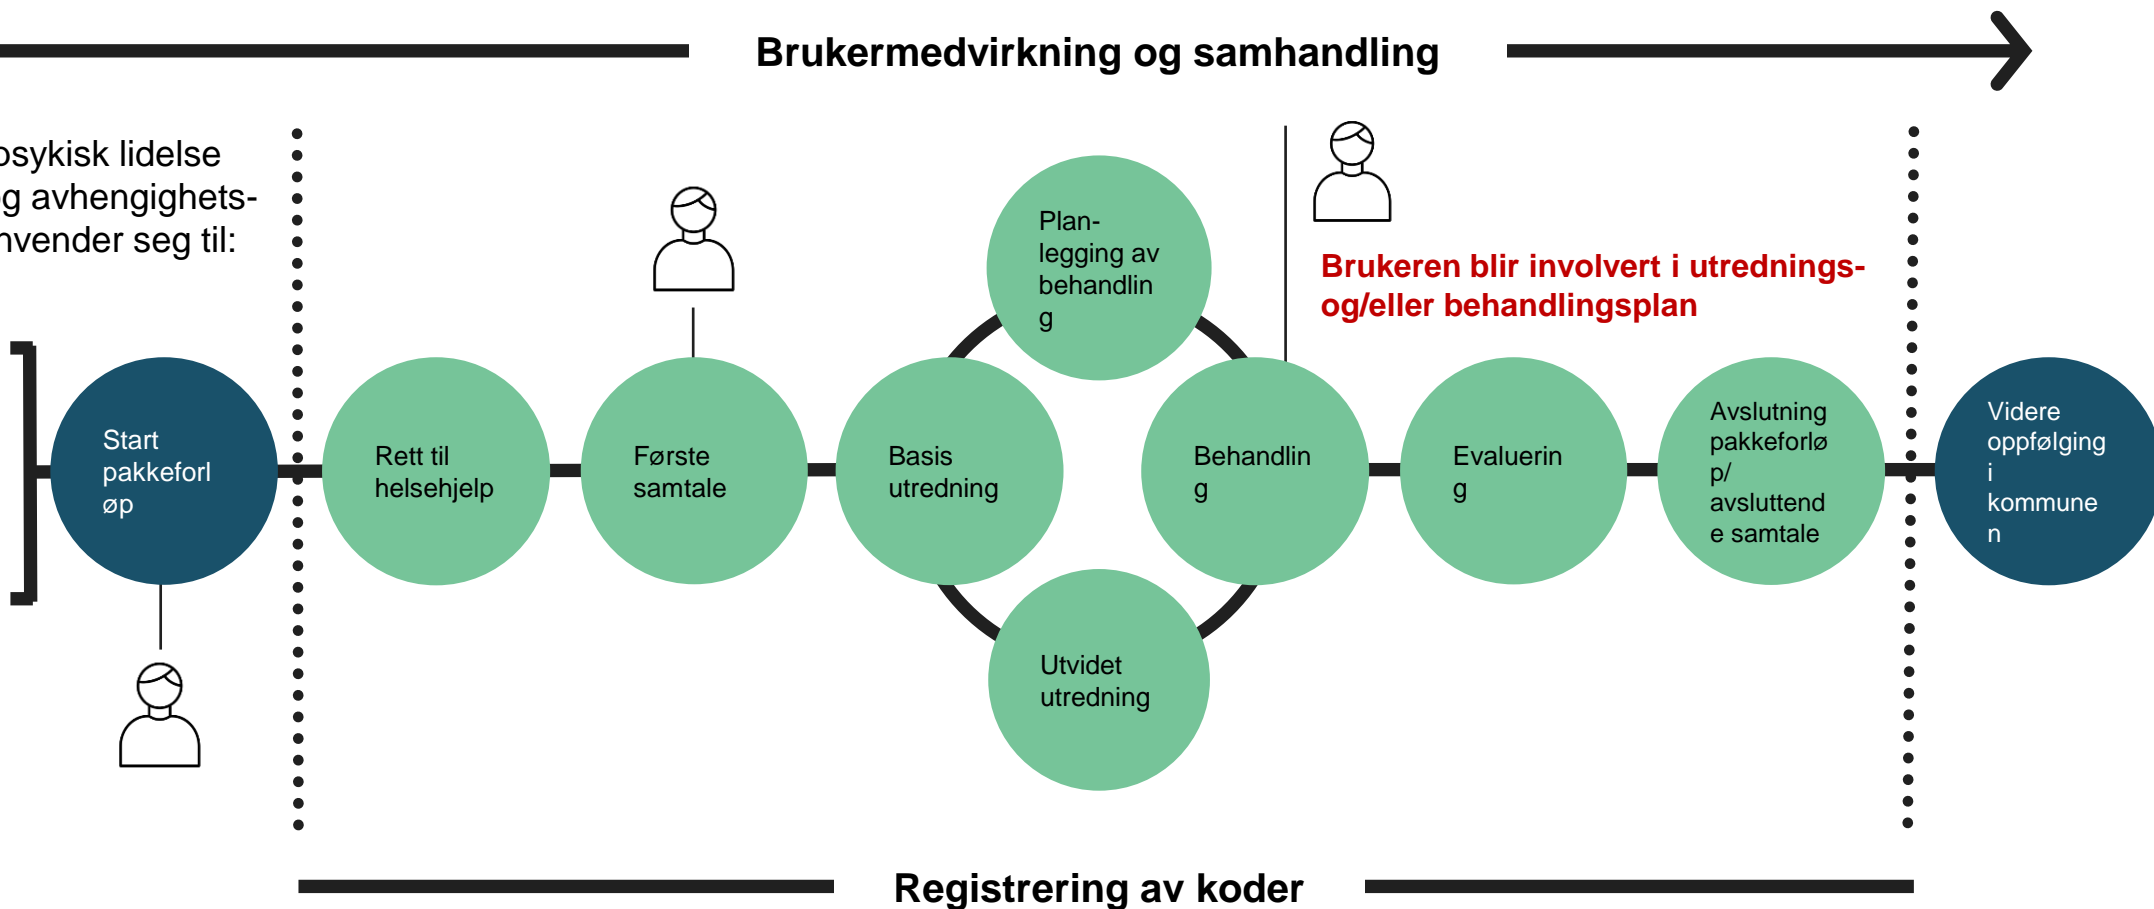 Brukermedvirkning og samhandling
psykisk lidelse
og avhengighets-
nvender seg til:
Start
pakkeforl
øp
Rett til
helsehjelp
Første
samtale
Basis
utredning
Plan-
legging av
behandlin
g
Utvidet
utredning
Behandlin
g
Brukeren blir involvert i utrednings-
og/eller behandlingsplan
Evaluerin
g
Avslutning
pakkeforlø
p/
avsluttend
e samtale
Videre
oppfølging
i
kommune
n
Registrering av koder